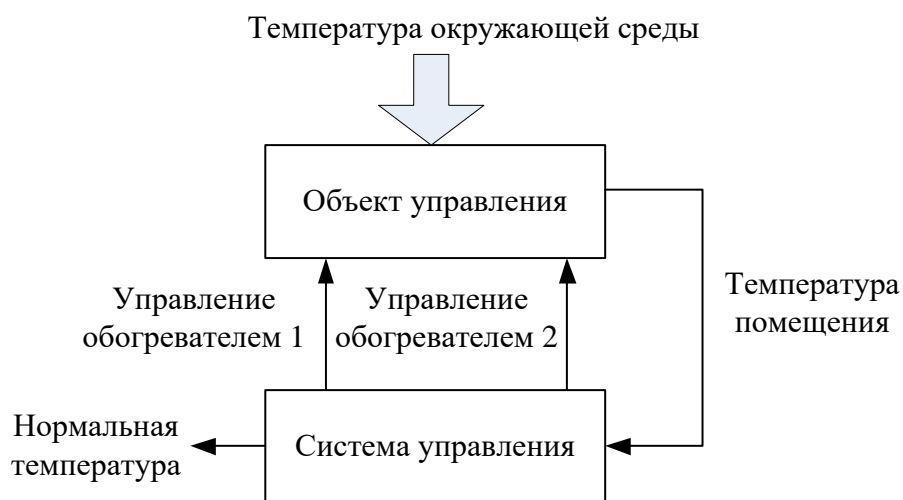 Температура окружающей среды
Объект управления
Управление
обогревателем 1
Управление
обогревателем 2
Температура
помещения
Нормальная
температура
Система управления